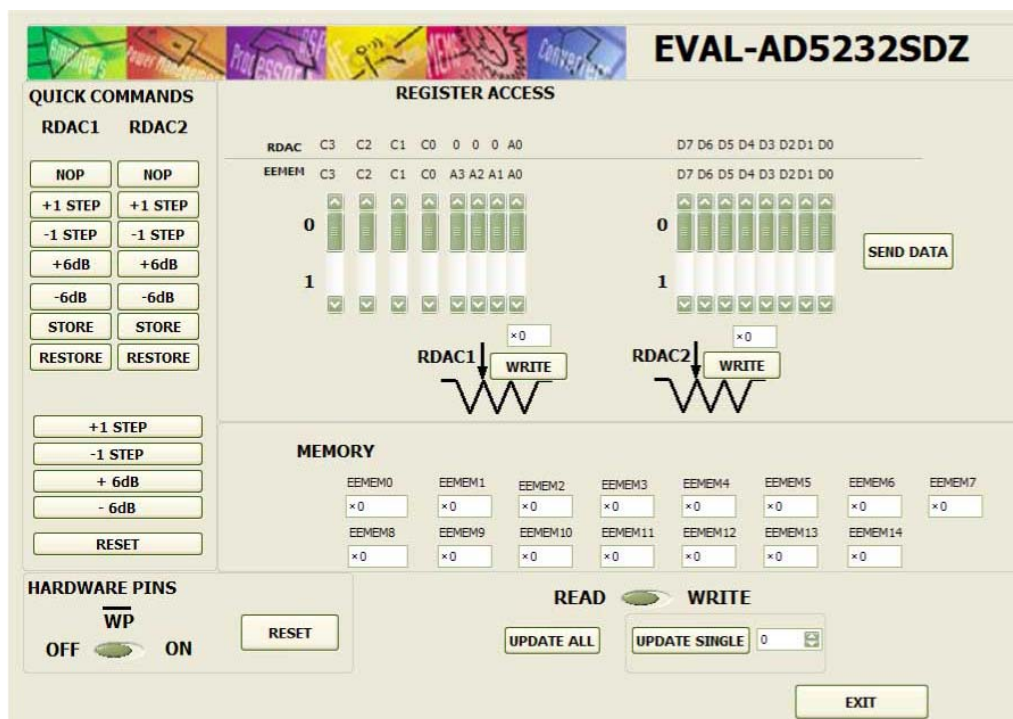 Amplifiers Power Management Processors MEMS Converters
EVAL-AD5232SDZ
QUICK COMMANDS
RDAC1 RDAC2
NOP NOP
+1 STEP +1 STEP
-1 STEP -1 STEP
+6dB +6dB
-6dB -6dB
STORE STORE
RESTORE RESTORE
+1 STEP
-1 STEP
+ 6dB
- 6dB
RESET
REGISTER ACCESS
RDAC C3 C2 C1 C0 0 0 0 A0 D7 D6 D5 D4 D3 D2 D1 D0
EEMEM C3 C2 C1 C0 A3 A2 A1 A0 D7 D6 D5 D4 D3 D2 D1 D0
0 0
SEND DATA
1 1
×0 ×0
RDAC1 WRITE RDAC2 WRITE
MEMORY
EEMEM0 EEMEM1 EEMEM2 EEMEM3 EEMEM4 EEMEM5 EEMEM6 EEMEM7
×0 ×0 ×0 ×0 ×0 ×0 ×0 ×0
EEMEM8 EEMEM9 EEMEM10 EEMEM11 EEMEM12 EEMEM13 EEMEM14
×0 ×0 ×0 ×0 ×0 ×0 ×0
HARDWARE PINS
WP
OFF ON
RESET
READ WRITE
UPDATE ALL UPDATE SINGLE 0
EXIT